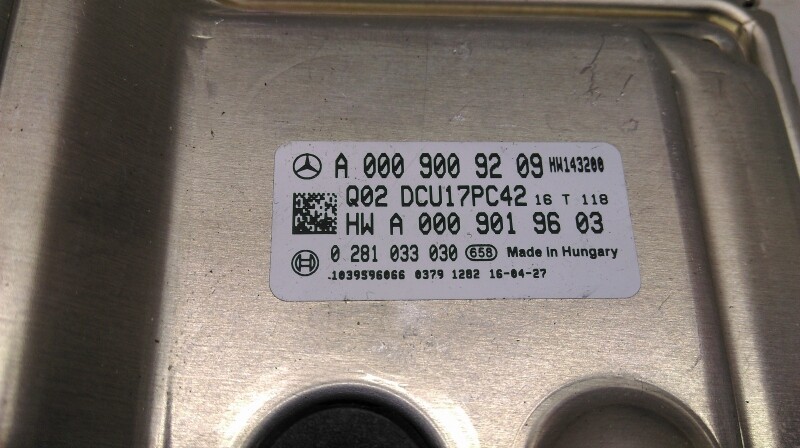 A 000 900 92 09 HW143200
Q02 DCU17PC42 16 T 118
HW A 000 901 96 03
0 281 033 030 658 Made in Hungary
.1039S96066 0379 1282 16-04-27